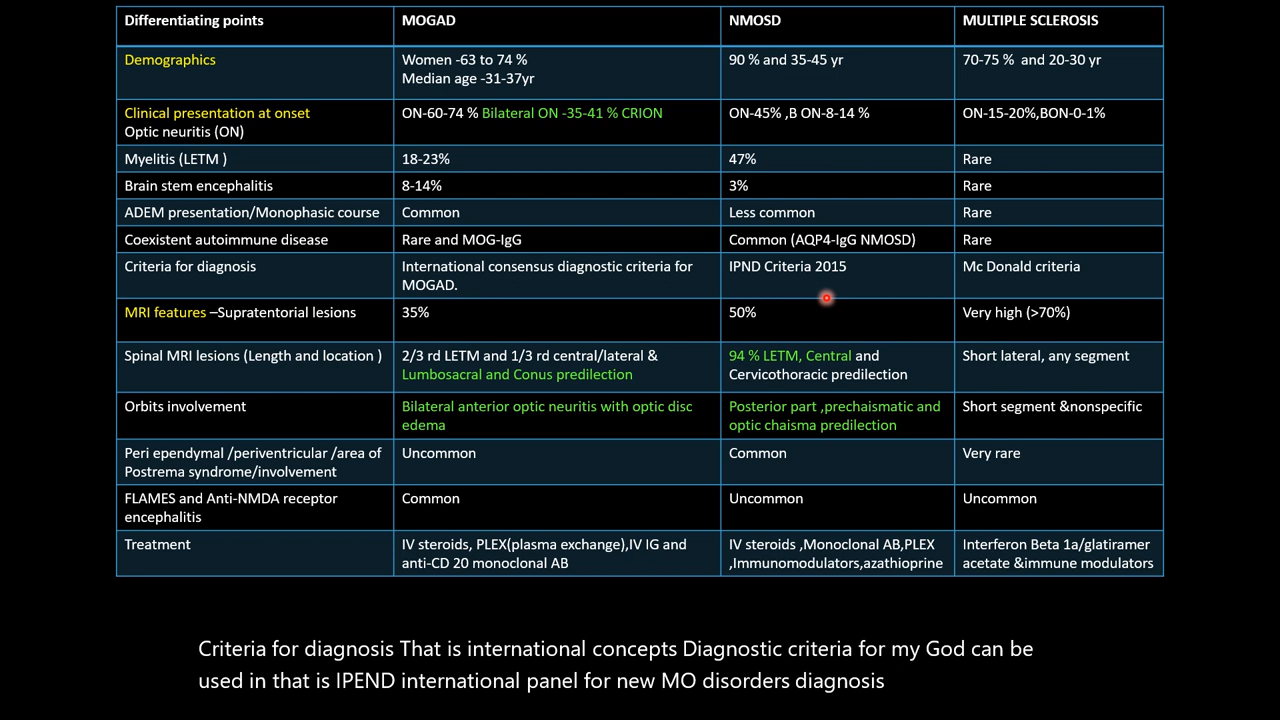 Differentiating points MOGAD NMOSD MULTIPLE SCLEROSIS
Demographics Women -63 to 74 % 90 % and 35-45 yr 70-75 % and 20-30 yr
Median age -31-37yr
Clinical presentation at onset ON-60-74 % Bilateral ON -35-41 % CRION ON-45% ,B ON-8-14 % ON-15-20%,BON-0-1%
Optic neuritis (ON)
Myelitis (LETM ) 18-23% 47% Rare
Brain stem encephalitis 8-14% 3% Rare
ADEM presentation/Monophasic course Common Less common Rare
Coexistent autoimmune disease Rare and MOG-IgG Common (AQP4-IgG NMOSD) Rare
Criteria for diagnosis International consensus diagnostic criteria for IPND Criteria 2015 Mc Donald criteria
MOGAD.
MRI features –Supratentorial lesions 35% 50% Very high (>70%)
Spinal MRI lesions (Length and location ) 2/3 rd LETM and 1/3 rd central/lateral & 94 % LETM, Central and Short lateral, any segment
Lumbosacral and Conus predilection Cervicothoracic predilection
Orbits involvement Bilateral anterior optic neuritis with optic disc Posterior part ,prechaismatic and Short segment &nonspecific
edema optic chaisma predilection
Peri ependymal /periventricular /area of Uncommon Common Very rare
Postrema syndrome/involvement
FLAMES and Anti-NMDA receptor Common Uncommon Uncommon
encephalitis
Treatment IV steroids, PLEX(plasma exchange),IV IG and IV steroids ,Monoclonal AB,PLEX Interferon Beta 1a/glatiramer
anti-CD 20 monoclonal AB ,Immunomodulators,azathioprine acetate &immune modulators
Criteria for diagnosis That is international concepts Diagnostic criteria for my God can be
used in that is IPEND international panel for new MO disorders diagnosis